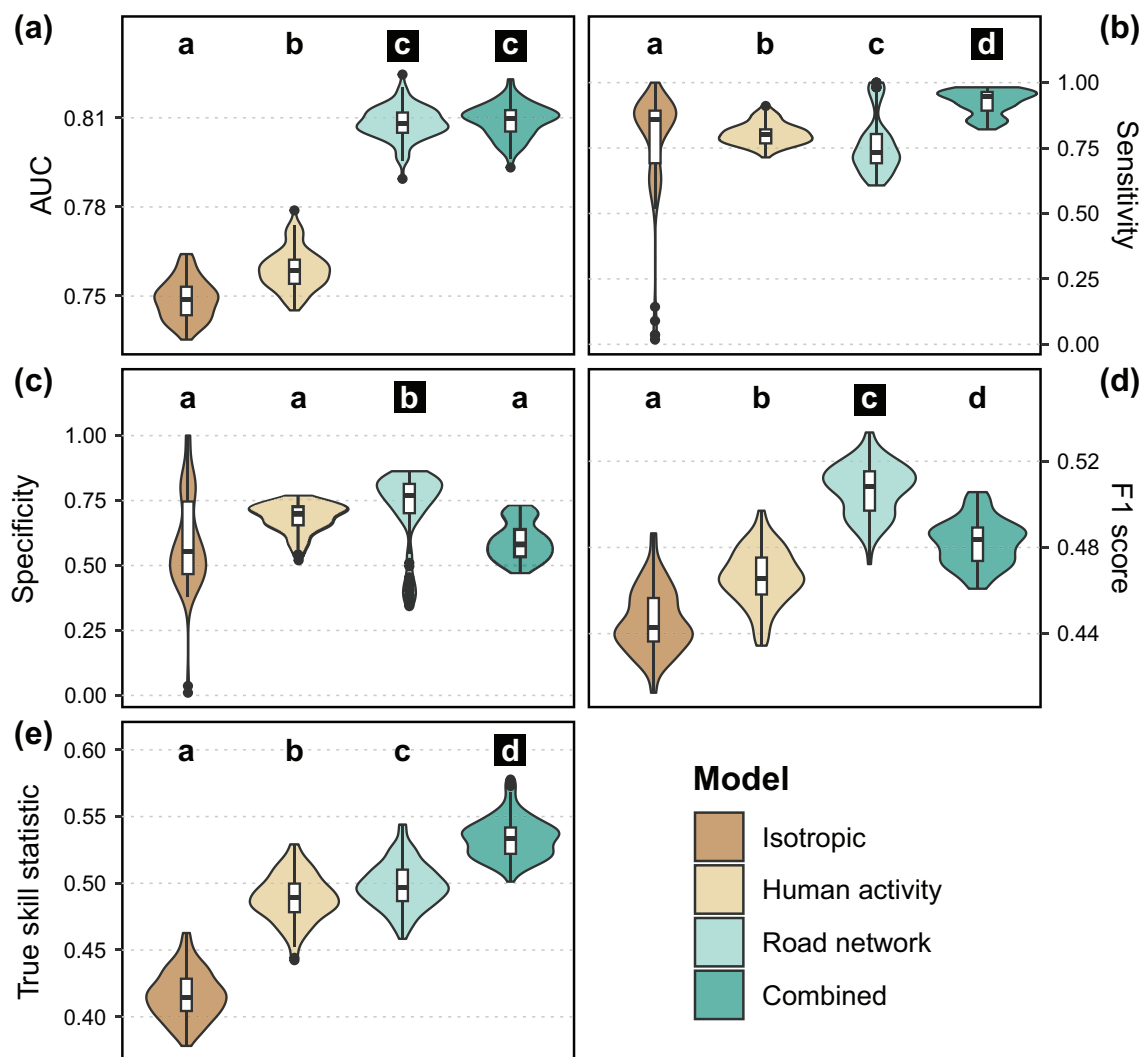 (a)
a b c c
AUC
0.81
0.78
0.75
(b)
a b c d
Sensitivity
1.00
0.75
0.50
0.25
0.00
(c)
a a b a
Specificity
1.00
0.75
0.50
0.25
0.00
(d)
a b c d
F1 score
0.52
0.48
0.44
(e)
a b c d
True skill statistic
0.60
0.55
0.50
0.45
0.40
Model
Isotropic
Human activity
Road network
Combined